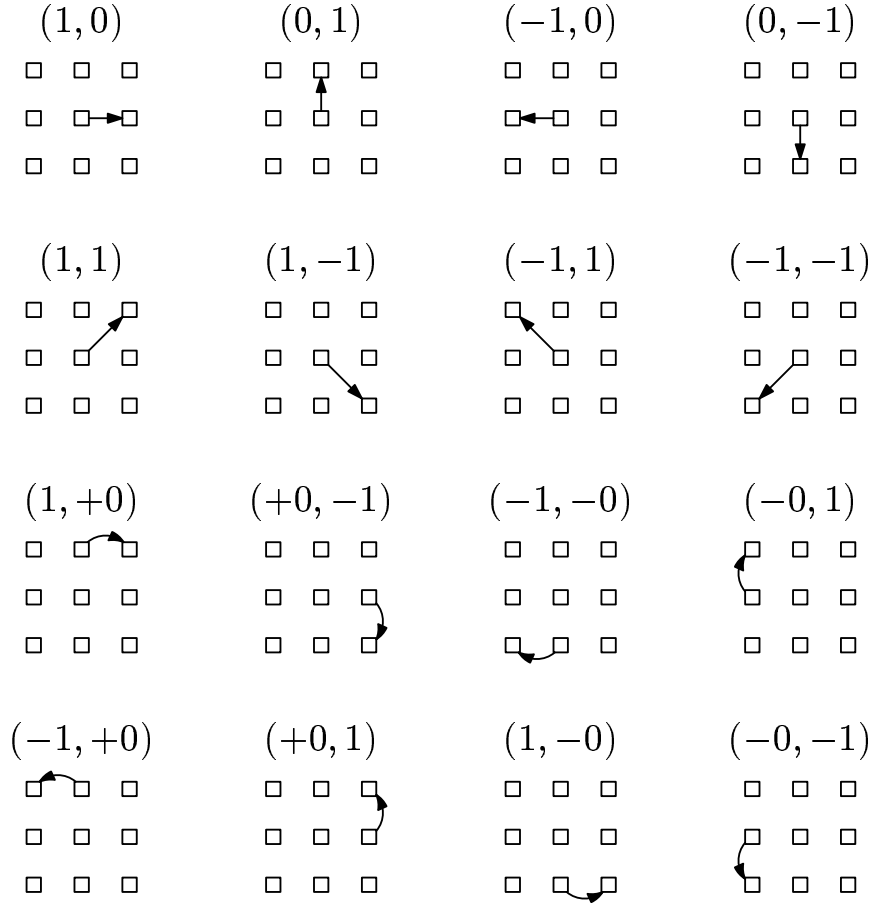 (1, 0) (0, 1) (−1, 0) (0, −1)
(1, 1) (1, −1) (−1, 1) (−1, −1)
(1, +0) (+0, −1) (−1, −0) (−0, 1)
(−1, +0) (+0, 1) (1, −0) (−0, −1)